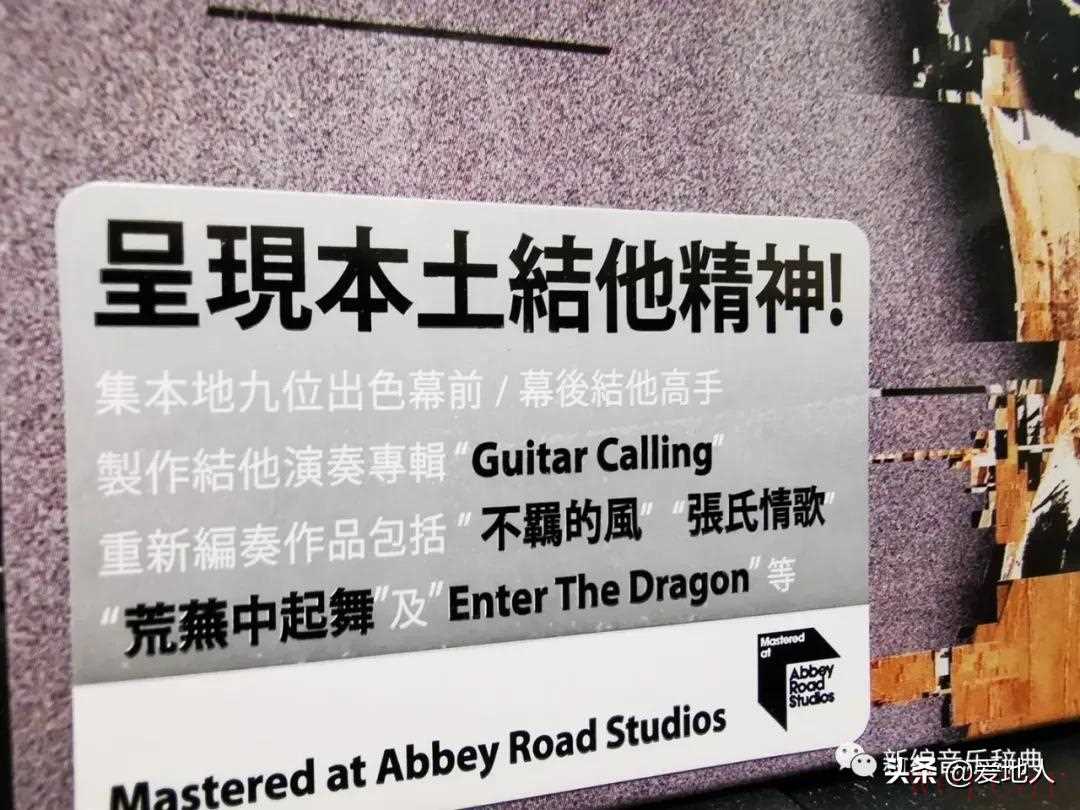 呈現本土結他精神!
集本地九位出色幕前 / 幕後結他高手
製作結他演奏專輯“Guitar Calling”
重新編奏作品包括“不羈的風”“張氏情歌”
“荒蕪中起舞”及“Enter The Dragon”等
Mastered at Abbey Road Studios
Mastered
at
Abbey
Road
Studios
新编音乐辞典
头条 @爱地人